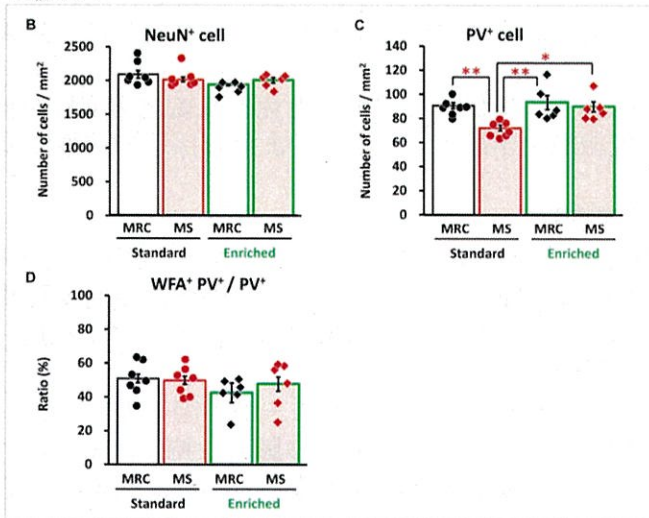 B
NeuN⁺ cell
Number of cells / mm²
2500
2000
1500
1000
500
0
MRC MS MRC MS
Standard Enriched
C
PV⁺ cell
Number of cells / mm²
140
120
100
80
60
40
20
0
** ** *
MRC MS MRC MS
Standard Enriched
D
WFA⁺ PV⁺ / PV⁺
Ratio (%)
100
80
60
40
20
0
MRC MS MRC MS
Standard Enriched